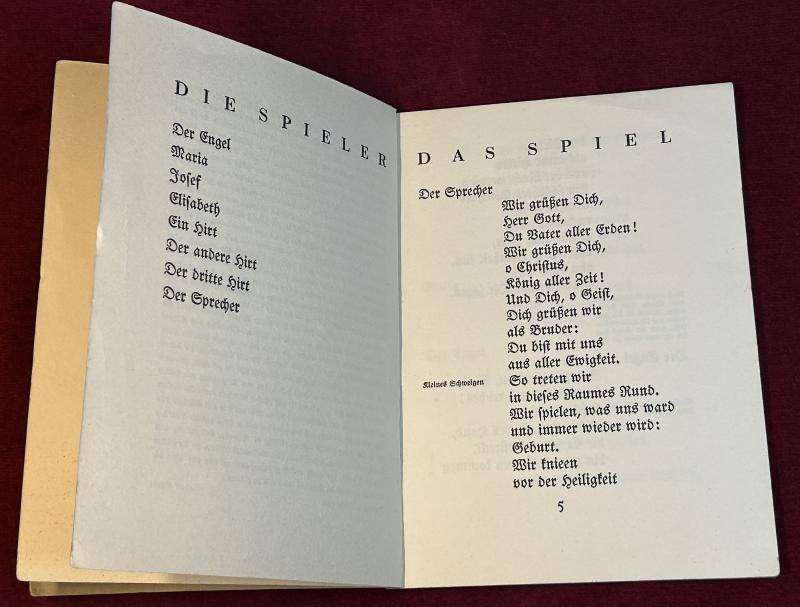 DIE SPIELER
Der Engel
Maria
Josef
Elisabeth
Ein Hirt
Der andere Hirt
Der dritte Hirt
Der Sprecher
DAS SPIEL
Der Sprecher
Wir grüßen Dich,
Herr Gott,
Du Vater aller Erden!
Wir grüßen Dich,
o Christus,
König aller Zeit!
Und Dich, o Geist,
Dich grüßen wir
als Bruder:
Du bist mit uns
aus aller Ewigkeit.
Kleines Schweigen
So treten wir
in dieses Raumes Rund.
Wir spielen, was uns ward
und immer wieder wird:
Geburt.
Wir knieen
vor der Heiligkeit
5